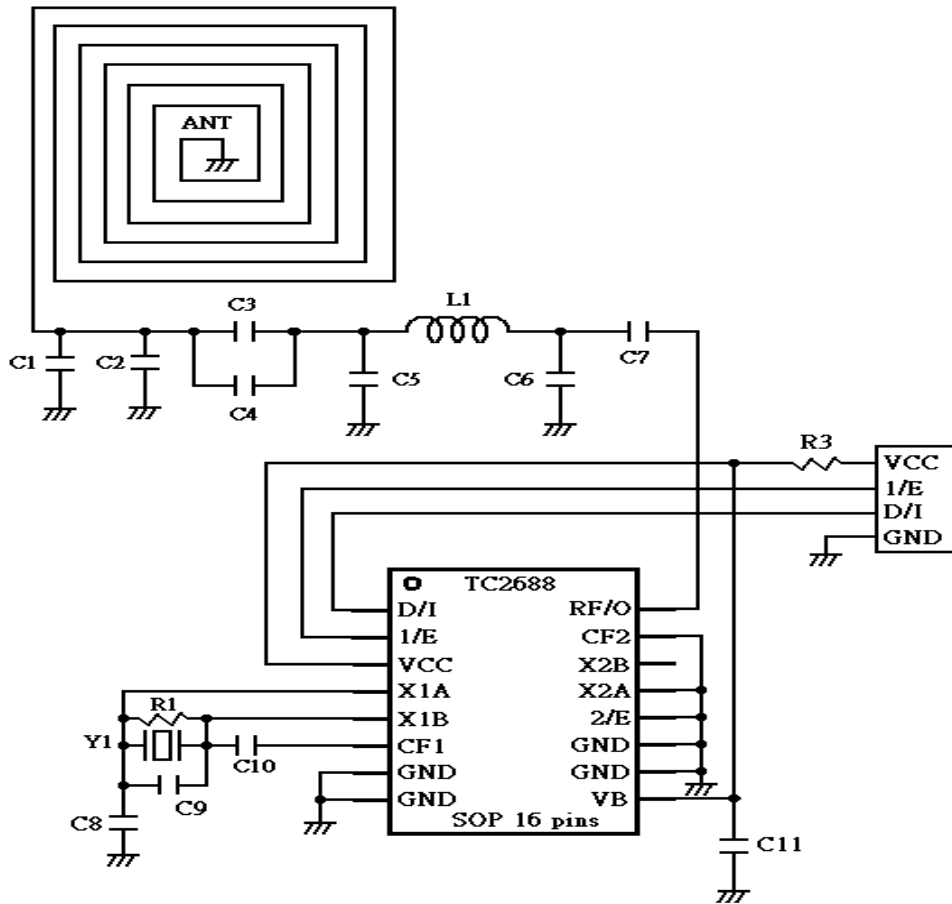 ANT
C3
L1
C1
C2
C4
C5
C6
C7
R3
VCC
1/E
D/I
GND
TC2688
D/I
1/E
VCC
X1A
X1B
CF1
GND
GND
RF/O
CF2
X2B
X2A
2/E
GND
GND
VB
SOP 16 pins
R1
Y1
C10
C9
C8
C11